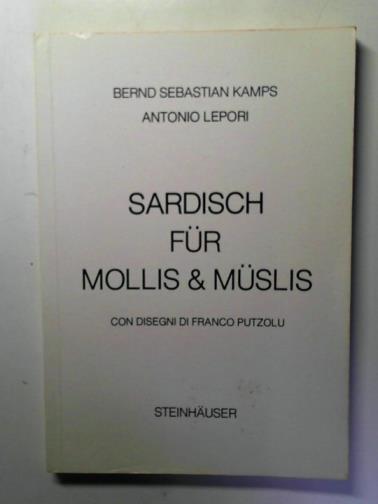 BERND SEBASTIAN KAMPS
ANTONIO LEPORI
SARDISCH
FÜR
MOLLIS & MÜSLIS
CON DISEGNI DI FRANCO PUTZOLU
STEINHÄUSER